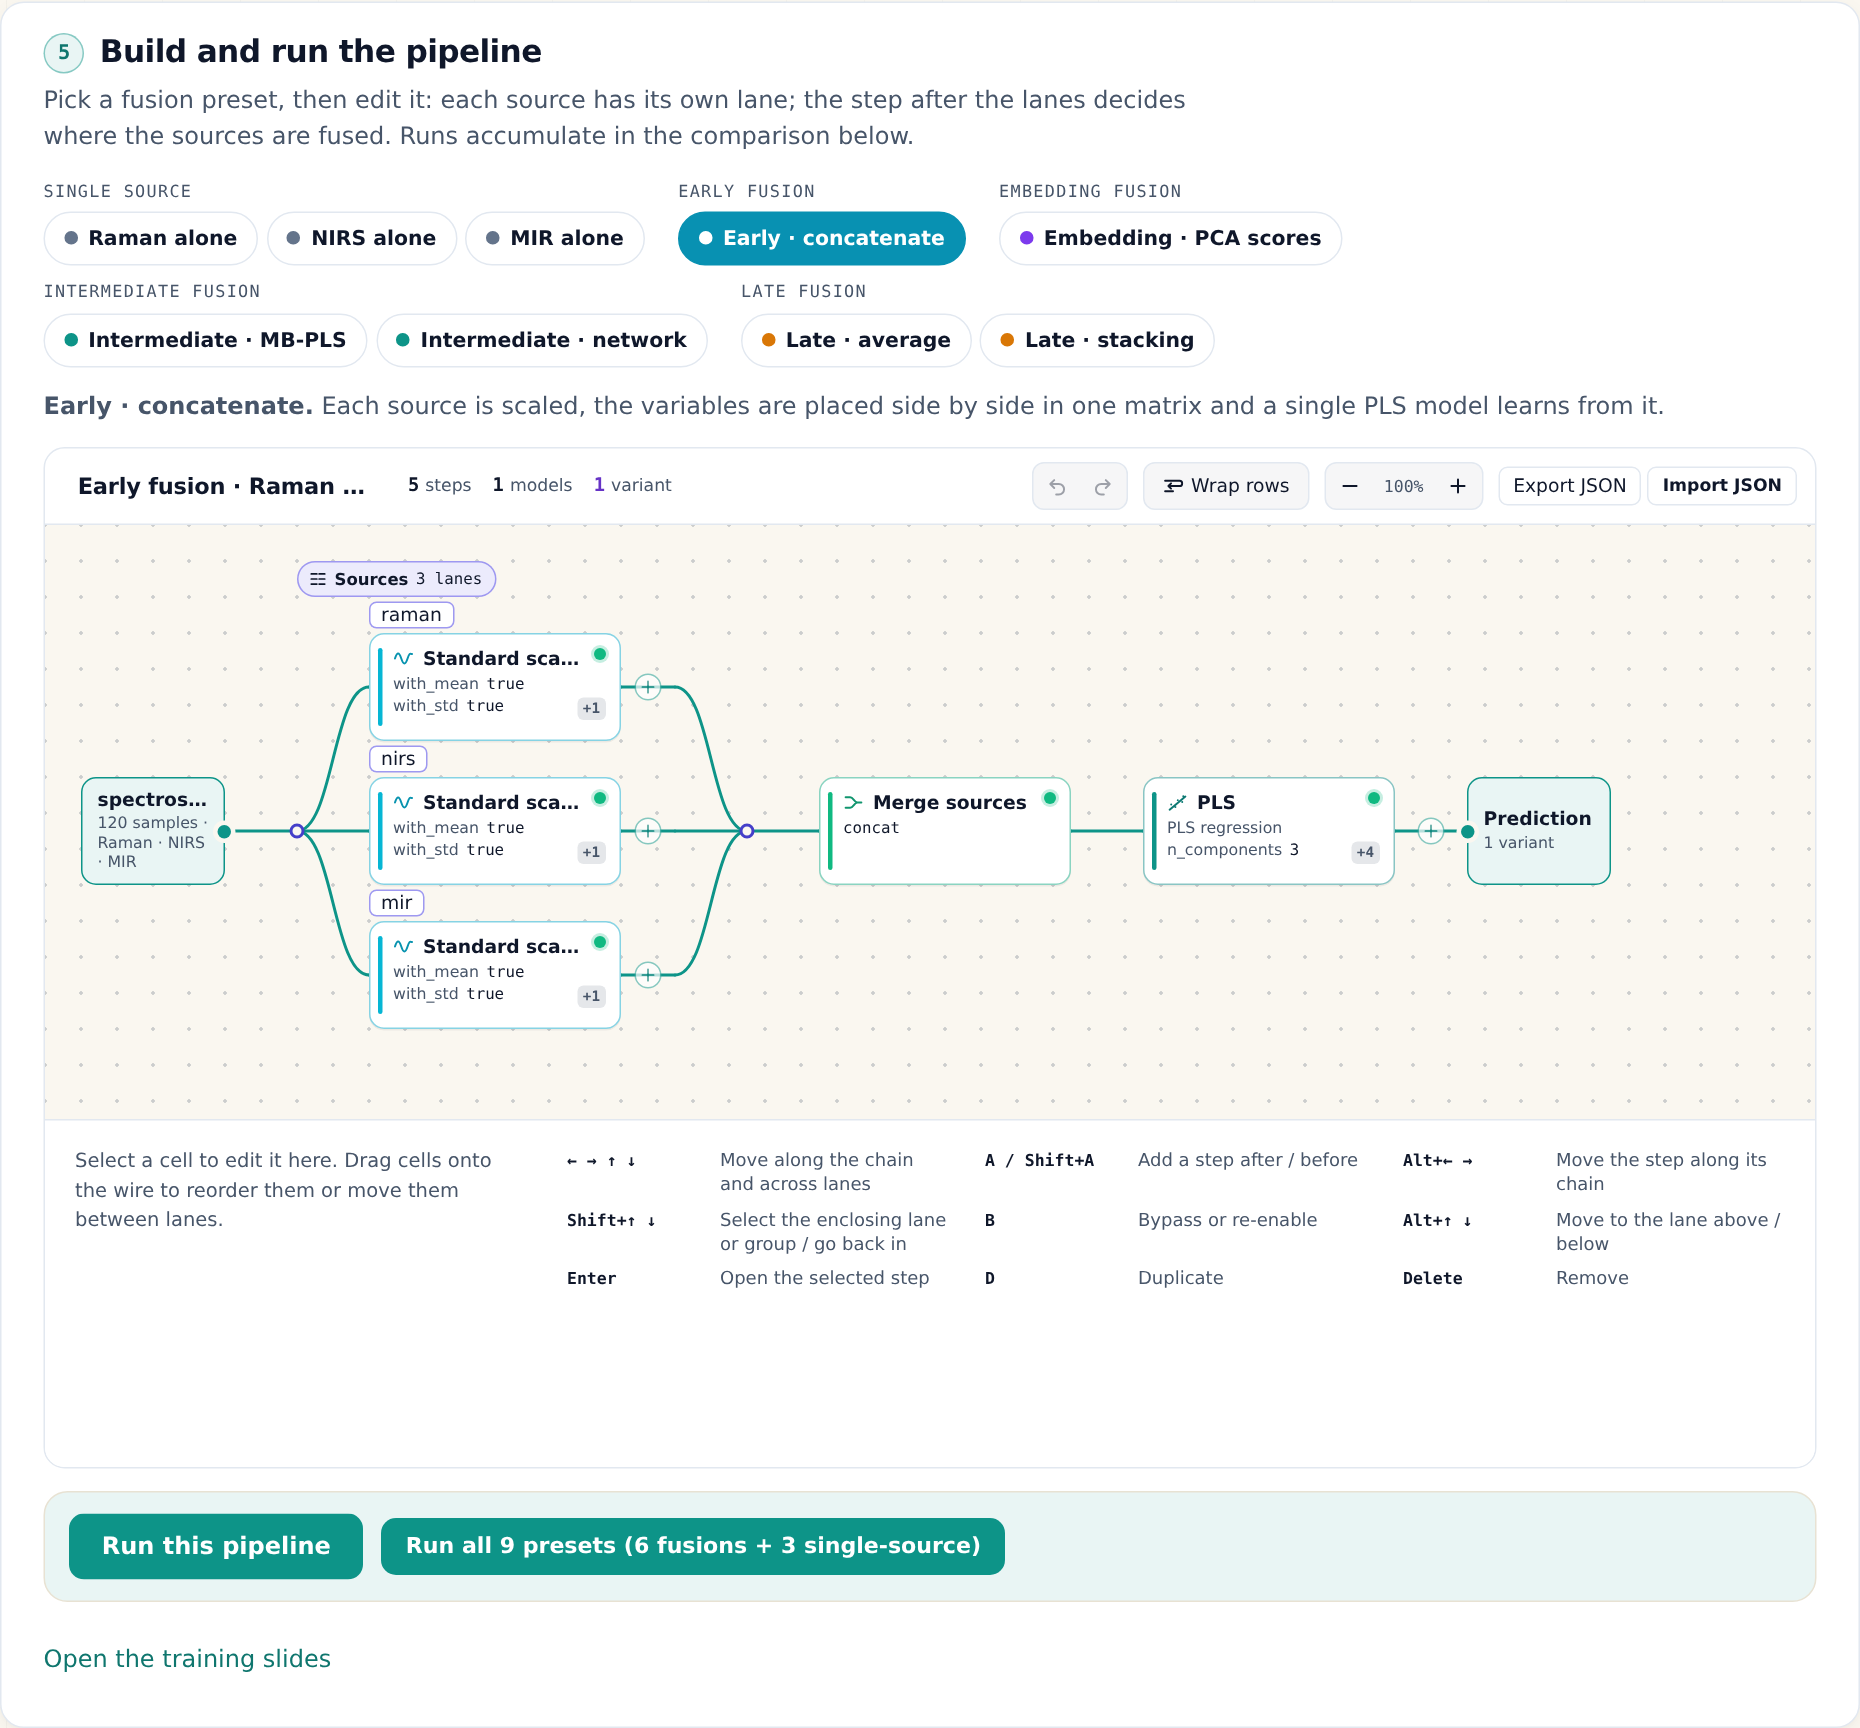 5 Build and run the pipeline
Pick a fusion preset, then edit it: each source has its own lane; the step after the lanes decides
where the sources are fused. Runs accumulate in the comparison below.
SINGLE SOURCE
Raman alone
NIRS alone
MIR alone
EARLY FUSION
Early · concatenate
EMBEDDING FUSION
Embedding · PCA scores
INTERMEDIATE FUSION
Intermediate · MB-PLS
Intermediate · network
LATE FUSION
Late · average
Late · stacking
Early · concatenate. Each source is scaled, the variables are placed side by side in one matrix and a single PLS model learns from it.
Early fusion · Raman …
5 steps 1 models 1 variant
Wrap rows
− 100% +
Export JSON
Import JSON
Sources 3 lanes
raman
Standard sca…
with_mean true
with_std true
+1
nirs
Standard sca…
with_mean true
with_std true
+1
mir
Standard sca…
with_mean true
with_std true
+1
spectros…
120 samples ·
Raman · NIRS
· MIR
Merge sources
concat
PLS
PLS regression
n_components 3
+4
Prediction
1 variant
Select a cell to edit it here. Drag cells onto
the wire to reorder them or move them
between lanes.
← → ↑ ↓
Move along the chain
and across lanes
A / Shift+A
Add a step after / before
Alt+← →
Move the step along its
chain
Shift+↑ ↓
Select the enclosing lane
or group / go back in
B
Bypass or re-enable
Alt+↑ ↓
Move to the lane above /
below
Enter
Open the selected step
D
Duplicate
Delete
Remove
Run this pipeline
Run all 9 presets (6 fusions + 3 single-source)
Open the training slides